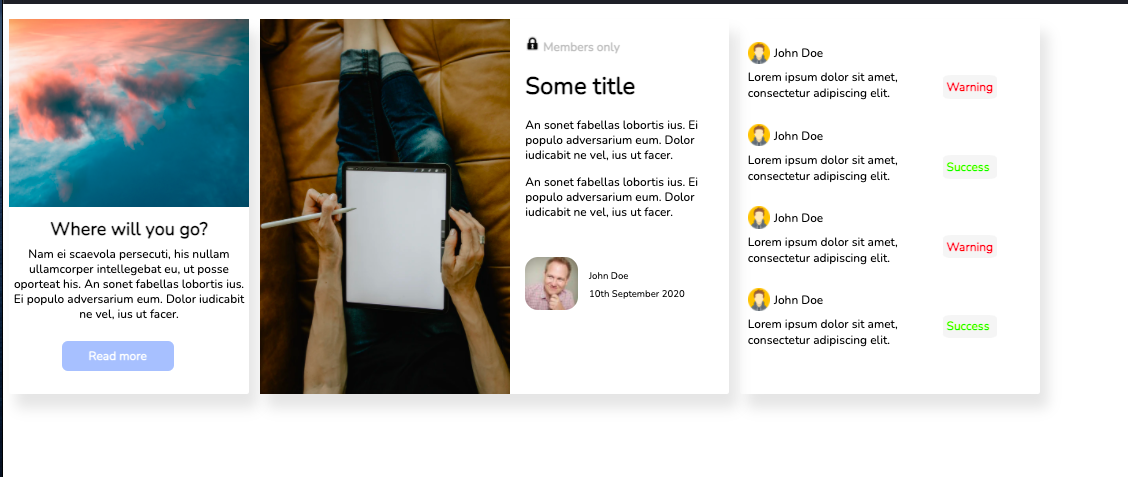 Where will you go?
Nam ei scaevola persecuti, his nullam
ullamcorper intellegebat eu, ut posse
oporteat his. An sonet fabellas lobortis ius.
Ei populo adversarium eum. Dolor iudicabit
ne vel, ius ut facer.
Read more
Members only
Some title
An sonet fabellas lobortis ius. Ei
populo adversarium eum. Dolor
iudicabit ne vel, ius ut facer.
An sonet fabellas lobortis ius. Ei
populo adversarium eum. Dolor
iudicabit ne vel, ius ut facer.
John Doe
10th September 2020
John Doe
Lorem ipsum dolor sit amet,
consectetur adipiscing elit.
Warning
John Doe
Lorem ipsum dolor sit amet,
consectetur adipiscing elit.
Success
John Doe
Lorem ipsum dolor sit amet,
consectetur adipiscing elit.
Warning
John Doe
Lorem ipsum dolor sit amet,
consectetur adipiscing elit.
Success